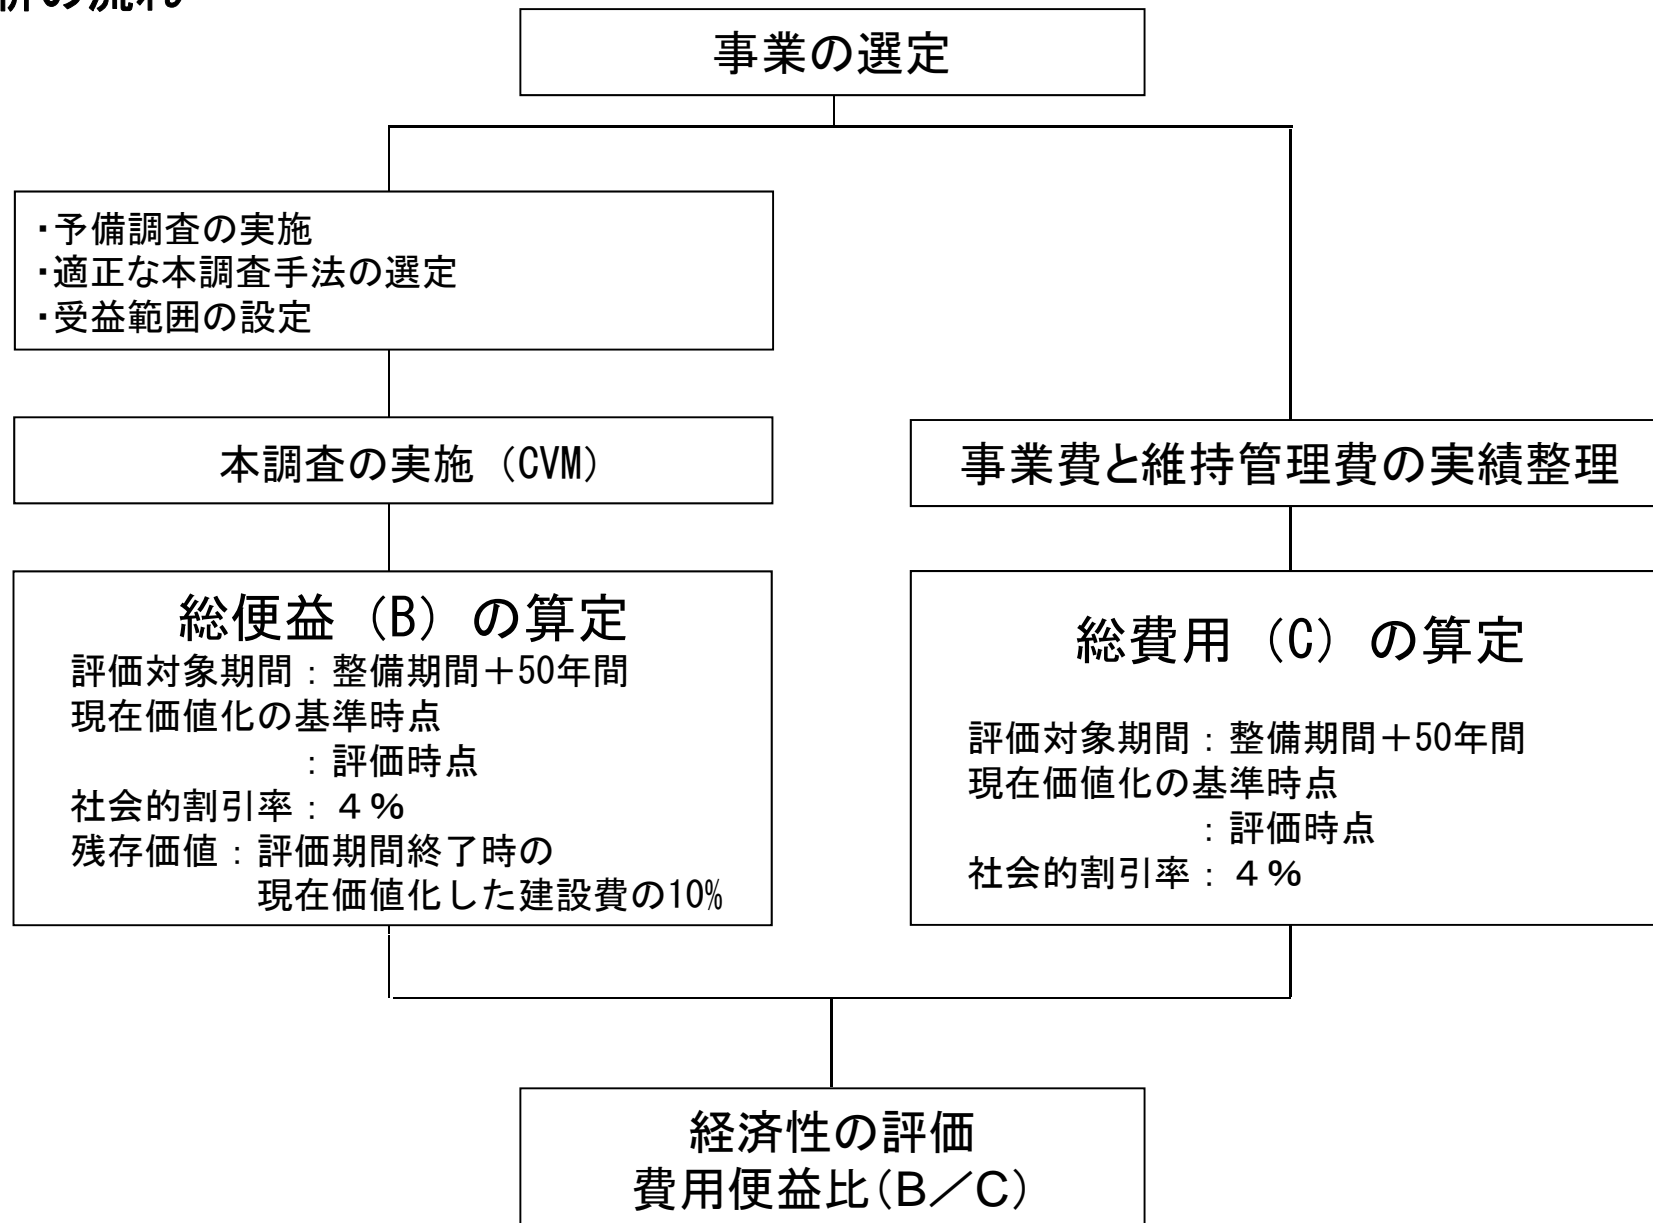 の流れ
事業の選定
・予備調査の実施
・適正な本調査手法の選定
・受益範囲の設定
本調査の実施（CVM）
事業費と維持管理費の実績整理
総便益（B）の算定
評価対象期間：整備期間＋50年間
現在価値化の基準時点
：評価時点
社会的割引率：４％
残存価値：評価期間終了時の
現在価値化した建設費の10%
総費用（C）の算定
評価対象期間：整備期間＋50年間
現在価値化の基準時点
：評価時点
社会的割引率：４％
経済性の評価
費用便益比（B／C）